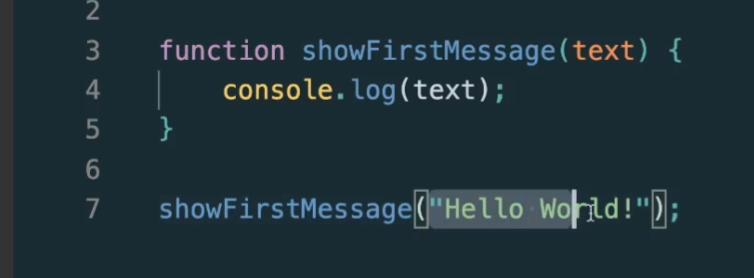 2
3 function showFirstMessage(text) {
4 console.log(text);
5 }
6
7 showFirstMessage("Hello World!");